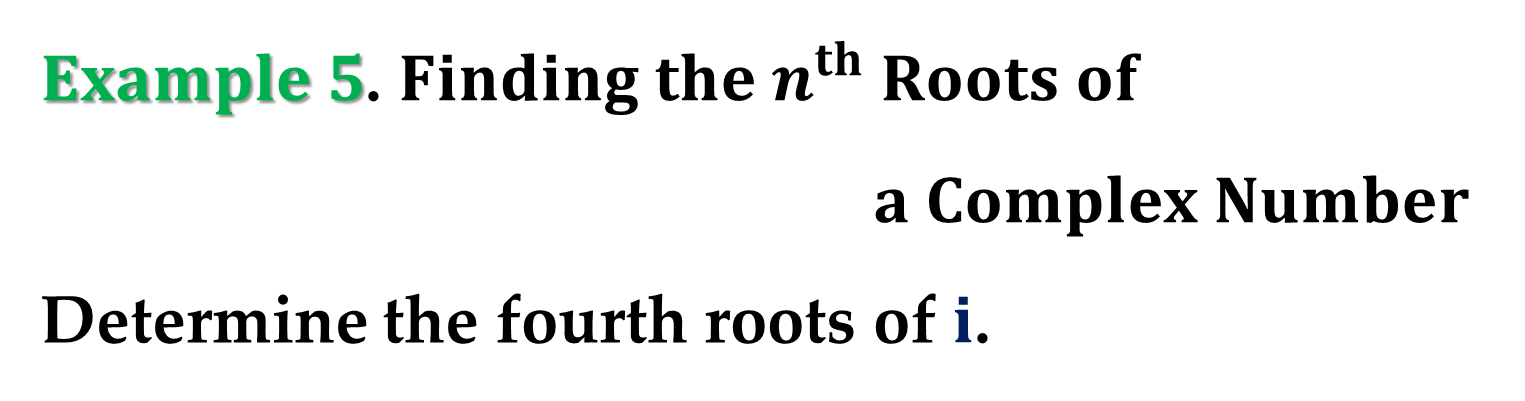 Example 5. Finding the nth Roots of
a Complex Number
Determine the fourth roots of i.